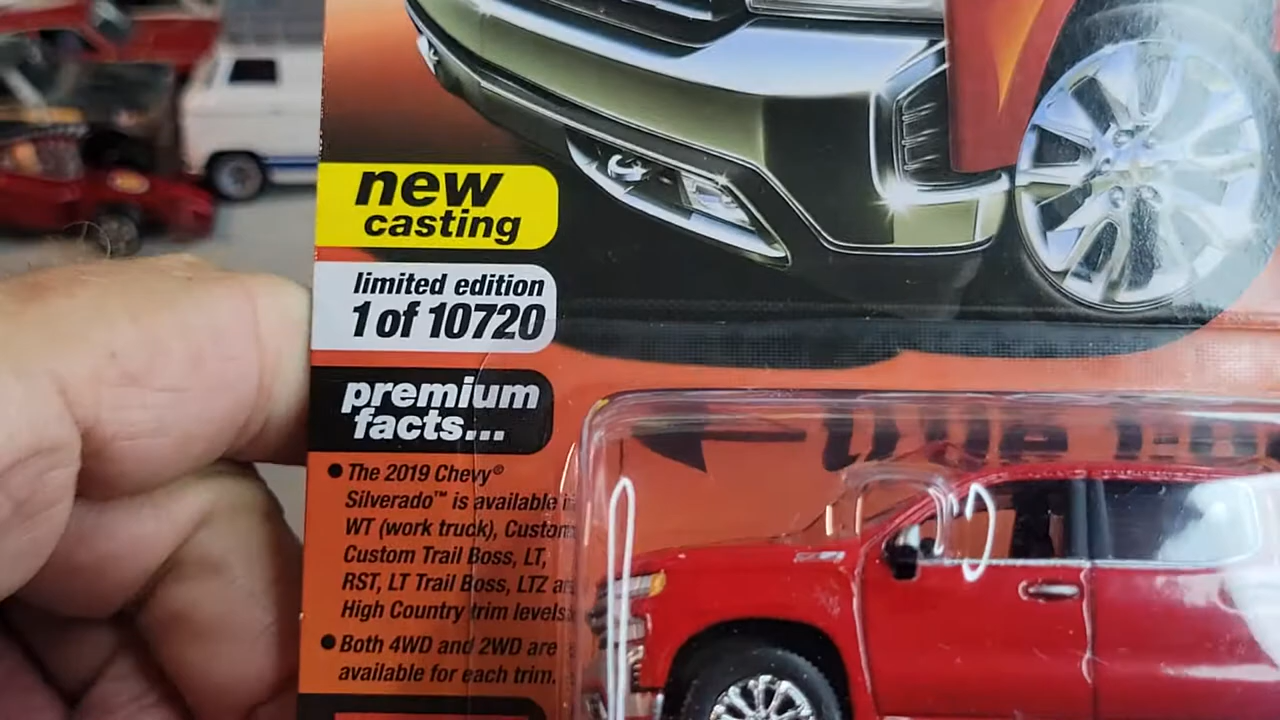 new
casting
limited edition
1 of 10720
premium
facts...
The 2019 Chevy®
Silverado™ is available
WT (work truck), Custom
Custom Trail Boss, LT,
RST, LT Trail Boss, LTZ
High Country trim levels.
Both 4WD and 2WD are
available for each trim.